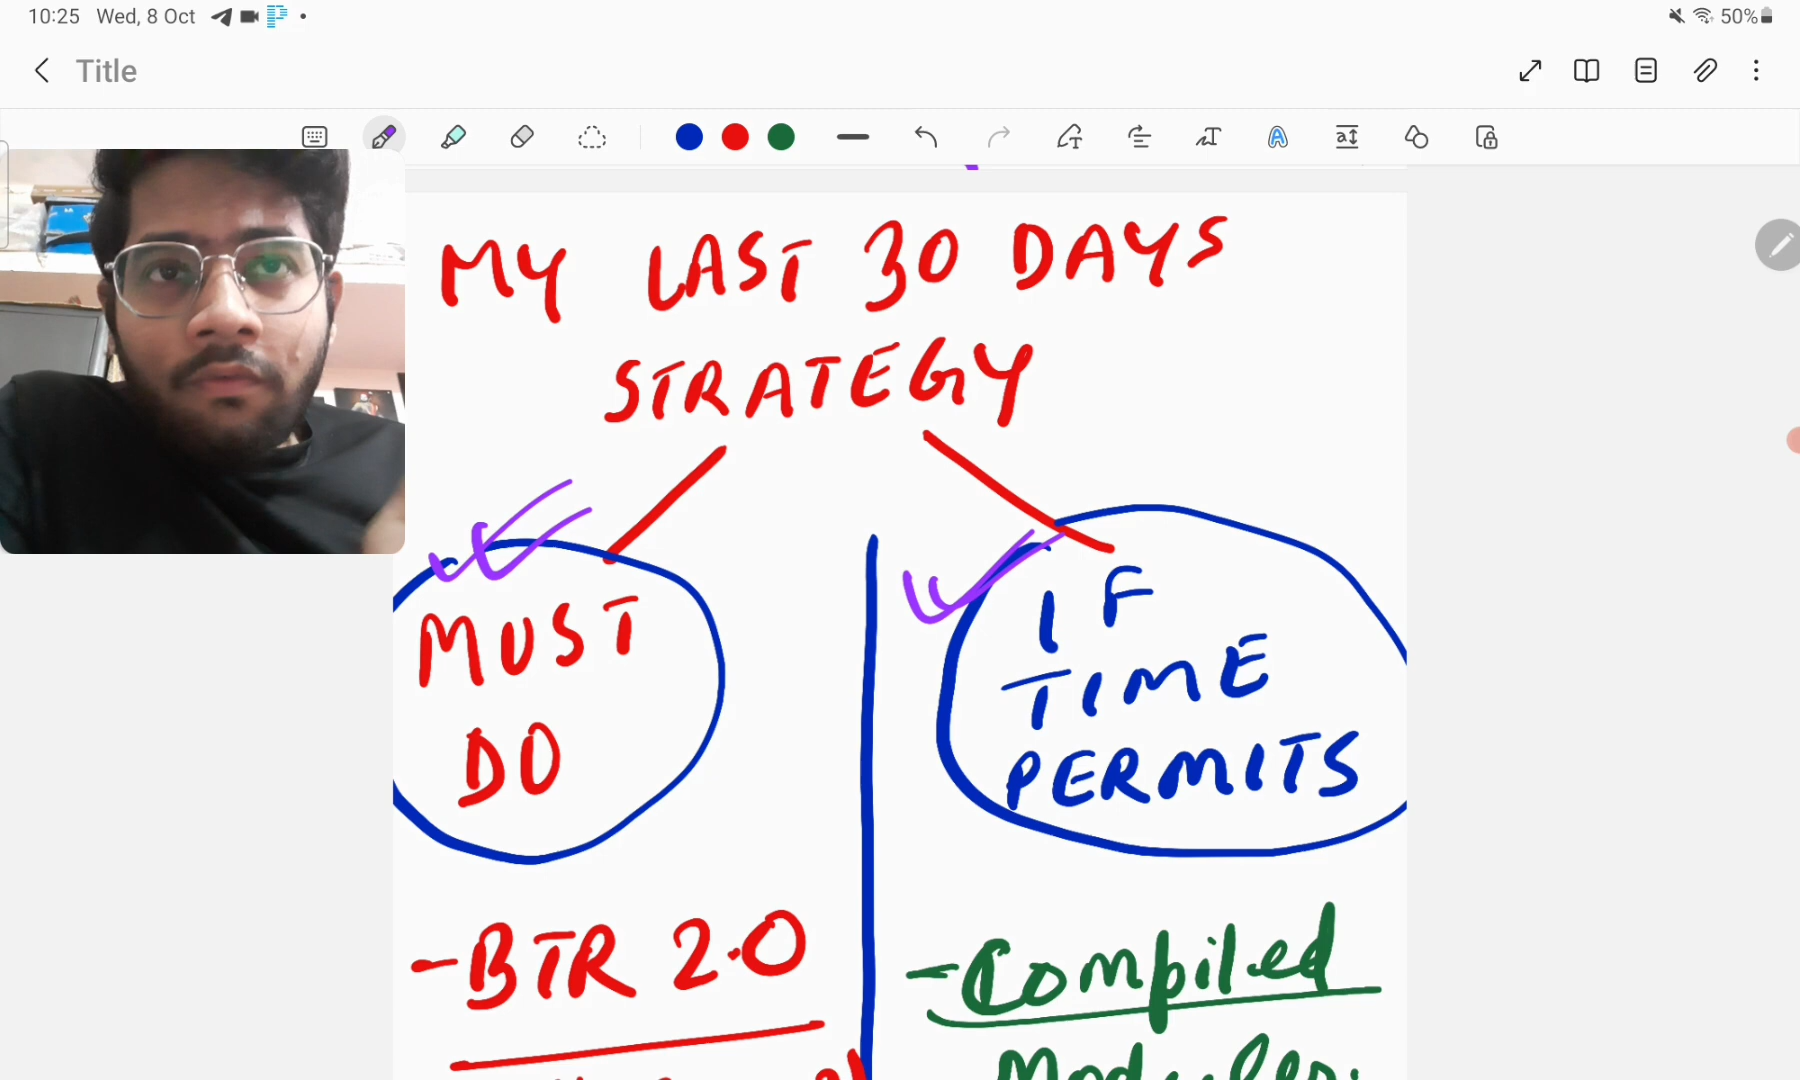 10:25 Wed, 8 Oct
50%
Title
MY LAST 30 DAYS
STRATEGY
MUST
DO
IF
TIME
PERMITS
-BTR 2.0
-Compiled
Modules.